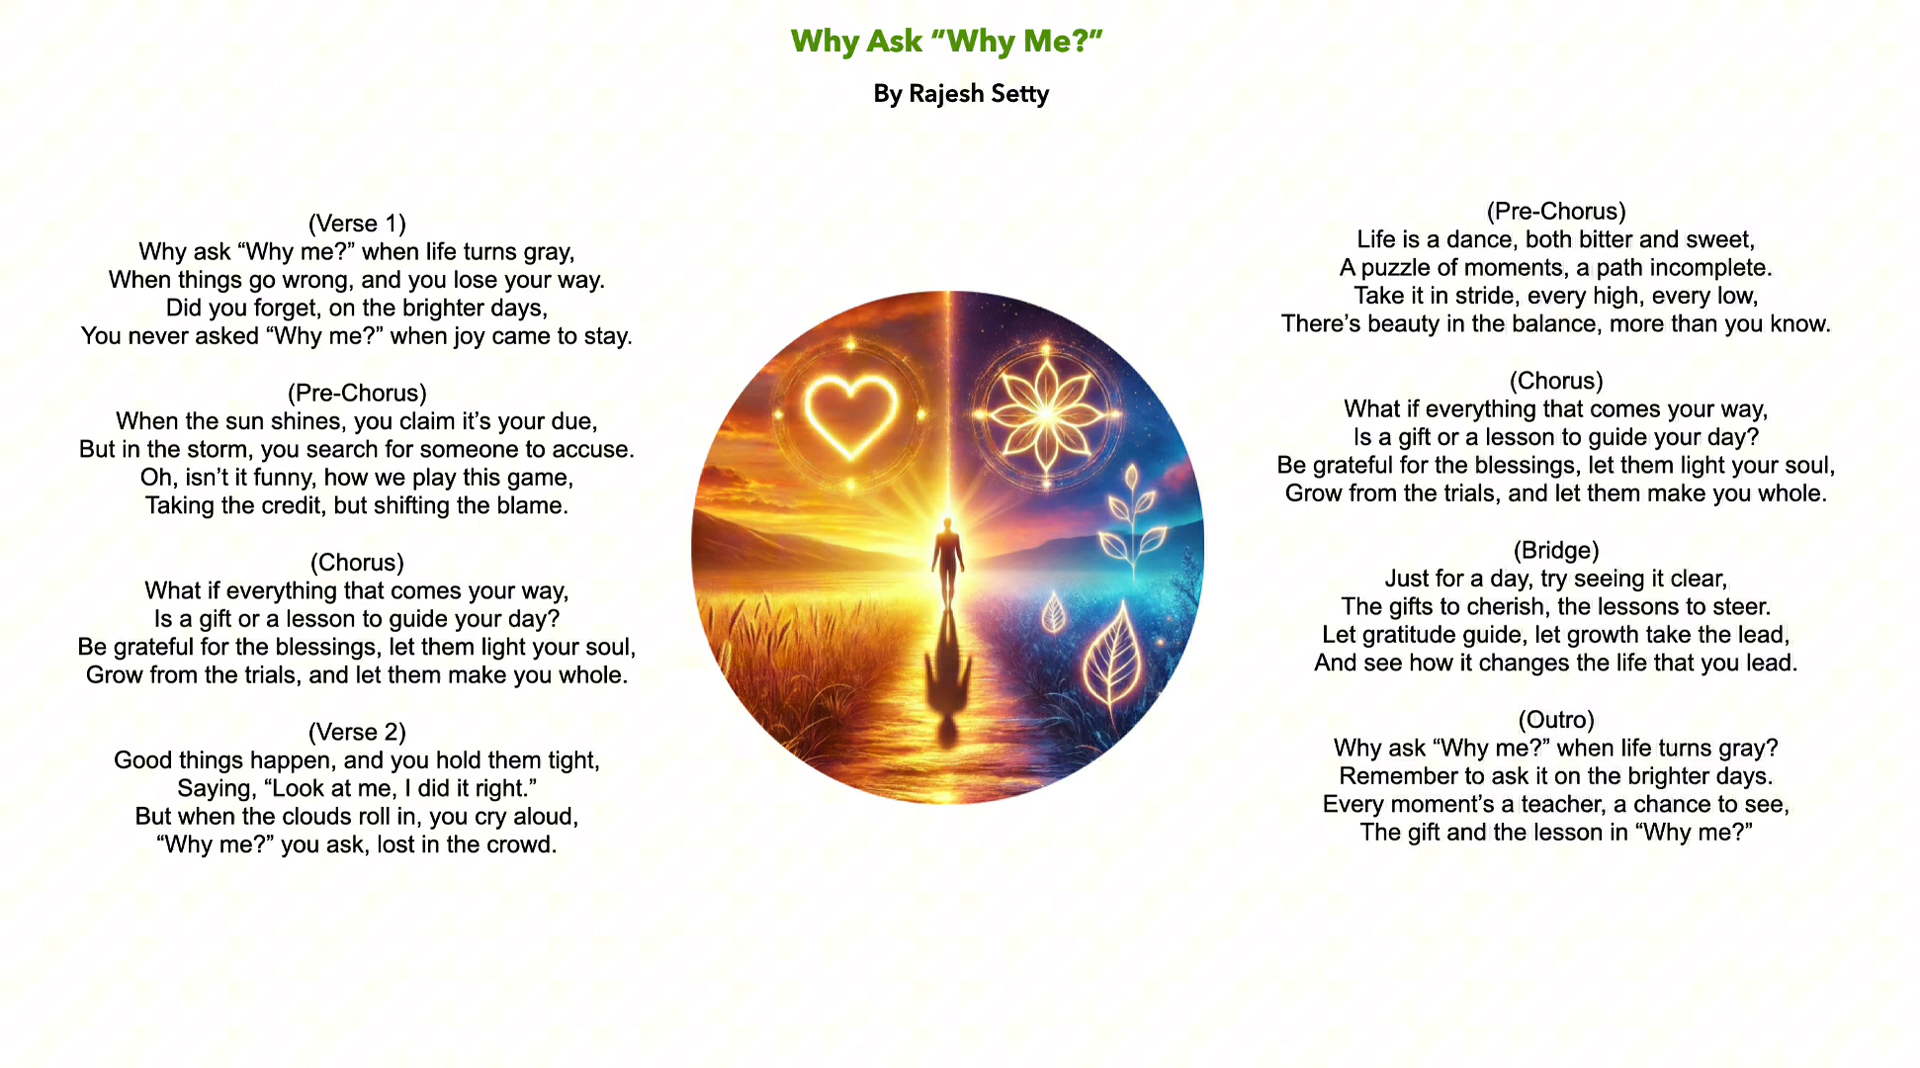 Why Ask “Why Me?”
By Rajesh Setty
(Verse 1)
Why ask “Why me?” when life turns gray,
When things go wrong, and you lose your way.
Did you forget, on the brighter days,
You never asked “Why me?” when joy came to stay.
(Pre-Chorus)
When the sun shines, you claim it’s your due,
But in the storm, you search for someone to accuse.
Oh, isn’t it funny, how we play this game,
Taking the credit, but shifting the blame.
(Chorus)
What if everything that comes your way,
Is a gift or a lesson to guide your day?
Be grateful for the blessings, let them light your soul,
Grow from the trials, and let them make you whole.
(Verse 2)
Good things happen, and you hold them tight,
Saying, “Look at me, I did it right.”
But when the clouds roll in, you cry aloud,
“Why me?” you ask, lost in the crowd.
(Pre-Chorus)
Life is a dance, both bitter and sweet,
A puzzle of moments, a path incomplete.
Take it in stride, every high, every low,
There’s beauty in the balance, more than you know.
(Chorus)
What if everything that comes your way,
Is a gift or a lesson to guide your day?
Be grateful for the blessings, let them light your soul,
Grow from the trials, and let them make you whole.
(Bridge)
Just for a day, try seeing it clear,
The gifts to cherish, the lessons to steer.
Let gratitude guide, let growth take the lead,
And see how it changes the life that you lead.
(Outro)
Why ask “Why me?” when life turns gray?
Remember to ask it on the brighter days.
Every moment’s a teacher, a chance to see,
The gift and the lesson in “Why me?”